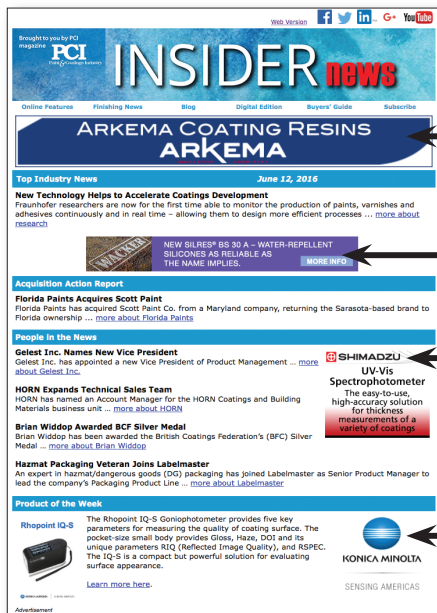 Web Version
You Tube
Brought to you by PCI
magazine
PCI
Paint & Coatings Industry
INSIDER news
Online Features Finishing News Blog Digital Edition Buyers' Guide Subscribe
ARKEMA COATING RESINS
ARKEMA
Top Industry News June 12, 2016
New Technology Helps to Accelerate Coatings Development
Fraunhofer researchers are now for the first time able to monitor the production of paints, varnishes and
adhesives continuously and in real time – allowing them to design more efficient processes ... more about
research
WACKER
NEW SILRES® BS 30 A – WATER-REPELLENT
SILICONES AS RELIABLE AS
THE NAME IMPLIES.
MORE INFO
Acquisition Action Report
Florida Paints Acquires Scott Paint
Florida Paints has acquired Scott Paint Co. from a Maryland company, returning the Sarasota-based brand to
Florida ownership ... more about Florida Paints
People in the News
Gelest Inc. Names New Vice President
Gelest Inc. has appointed a new Vice President of Product Management ... more
about Gelest Inc.
HORN Expands Technical Sales Team
HORN has named an Account Manager for the HORN Coatings and Building
Materials business unit ... more about HORN
Brian Widdop Awarded BCF Silver Medal
Brian Widdop has been awarded the British Coatings Federation's (BFC) Silver
Medal ... more about Brian Widdop
SHIMADZU
UV-Vis
Spectrophotometer
The easy-to-use,
high-accuracy solution
for thickness
measurements of a
variety of coatings
Hazmat Packaging Veteran Joins Labelmaster
An expert in hazmat/dangerous goods (DG) packaging has joined Labelmaster as Senior Product Manager to
lead the company's Packaging Product Line ... more about Labelmaster
Product of the Week
Rhopoint IQ-S
The Rhopoint IQ-S Goniophotometer provides five key
parameters for measuring the quality of coating surface. The
pocket-size small body provides Gloss, Haze, DOI and its
unique parameters RIQ (Reflected Image Quality), and RSPEC.
The IQ-S is a compact but powerful solution for evaluating
surface appearance.
Learn more here.
KONICA MINOLTA
SENSING AMERICAS
Advertisement